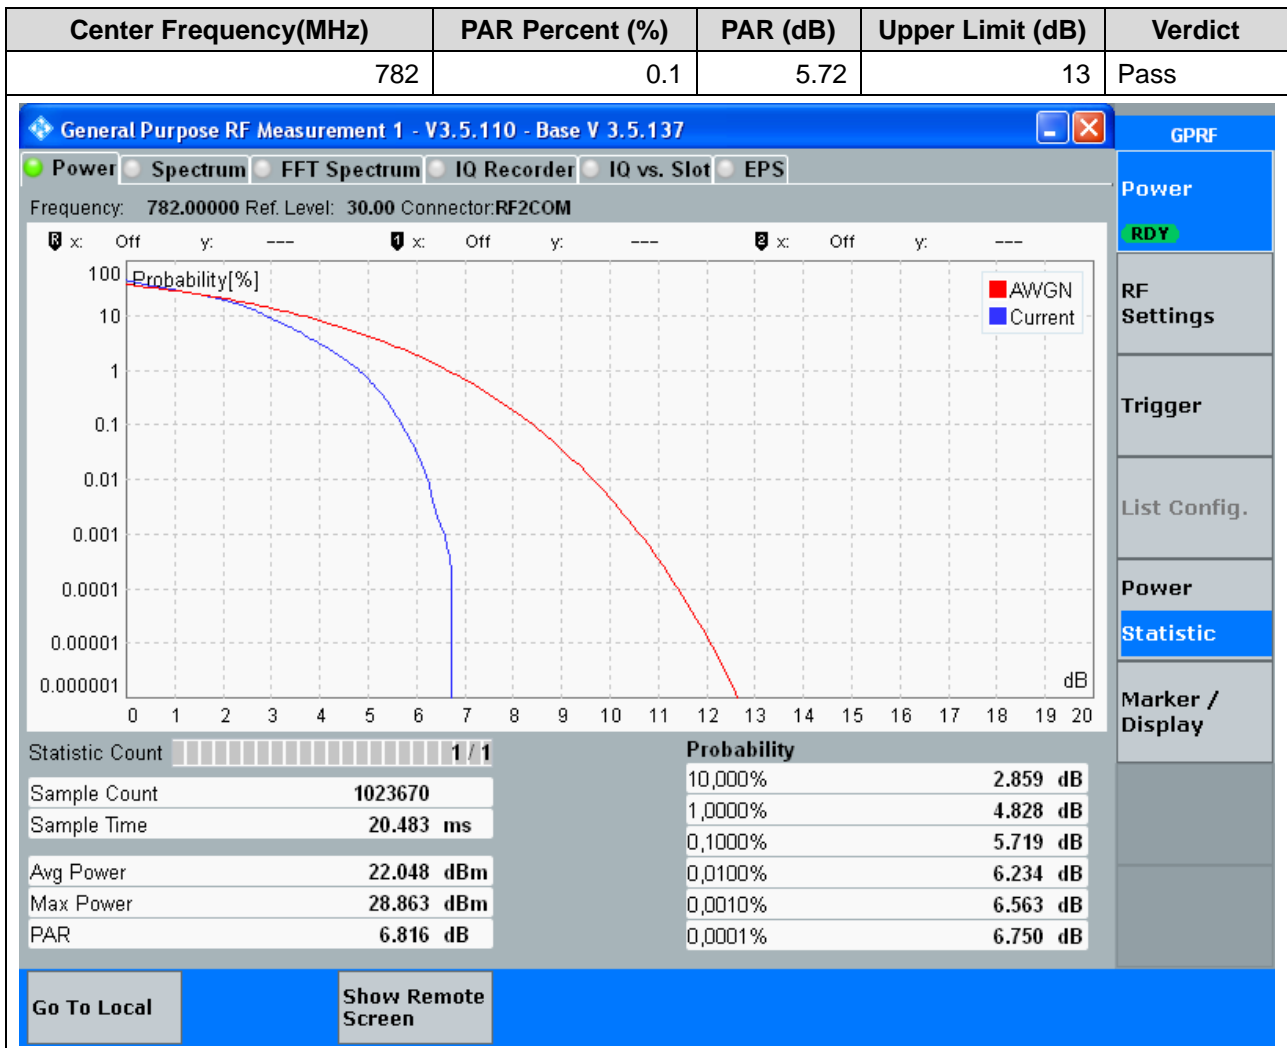 Center Frequency(MHz) PAR Percent (%) PAR (dB) Upper Limit (dB) Verdict
782 0.1 5.72 13 Pass
General Purpose RF Measurement 1 - V3.5.110 - Base V 3.5.137
GPRF
Power Spectrum FFT Spectrum IQ Recorder IQ vs. Slot EPS
Frequency: 782.00000 Ref. Level: 30.00 Connector:RF2COM
R x: Off y: --- 1 x: Off y: --- 2 x: Off y: ---
Probability[%]
AWGN
Current
100
10
1
0.1
0.01
0.001
0.0001
0.00001
0.000001
dB
0 1 2 3 4 5 6 7 8 9 10 11 12 13 14 15 16 17 18 19 20
Statistic Count 1 / 1
Sample Count 1023670
Sample Time 20.483 ms
Avg Power 22.048 dBm
Max Power 28.863 dBm
PAR 6.816 dB
Probability
10,000% 2.859 dB
1,0000% 4.828 dB
0,1000% 5.719 dB
0,0100% 6.234 dB
0,0010% 6.563 dB
0,0001% 6.750 dB
Power
RDY
RF
Settings
Trigger
List Config.
Power
Statistic
Marker /
Display
Go To Local
Show Remote
Screen